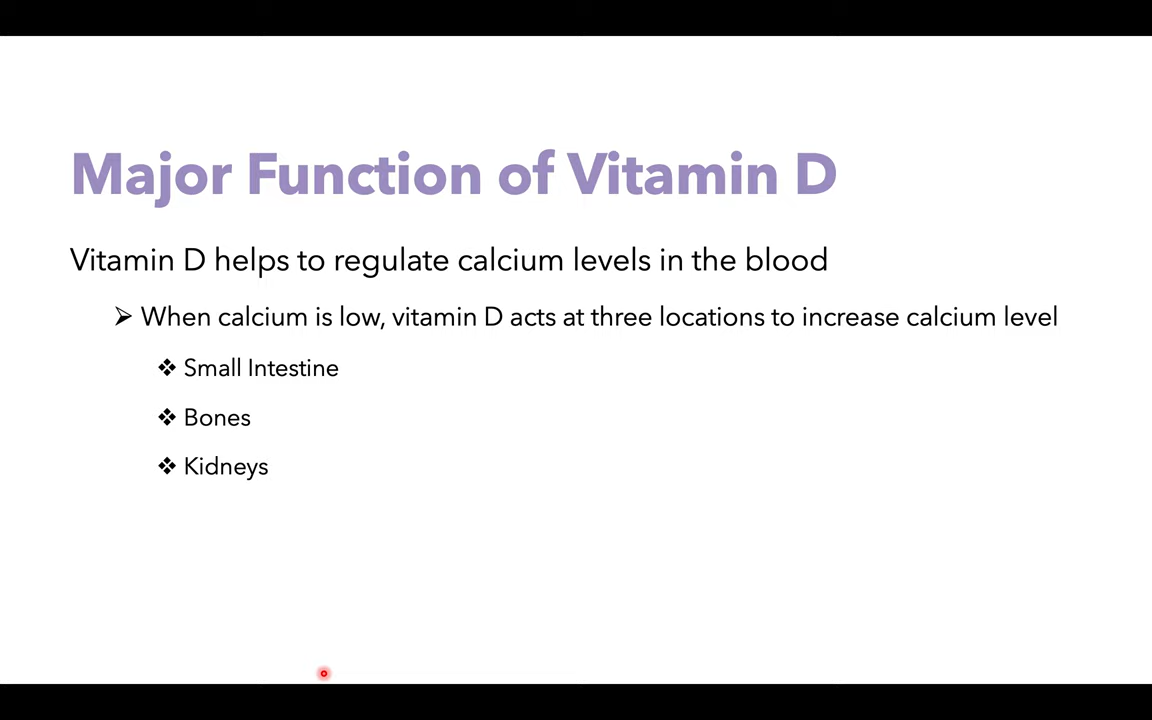 Major Function of Vitamin D
Vitamin D helps to regulate calcium levels in the blood
➢ When calcium is low, vitamin D acts at three locations to increase calcium level
❖ Small Intestine
❖ Bones
❖ Kidneys